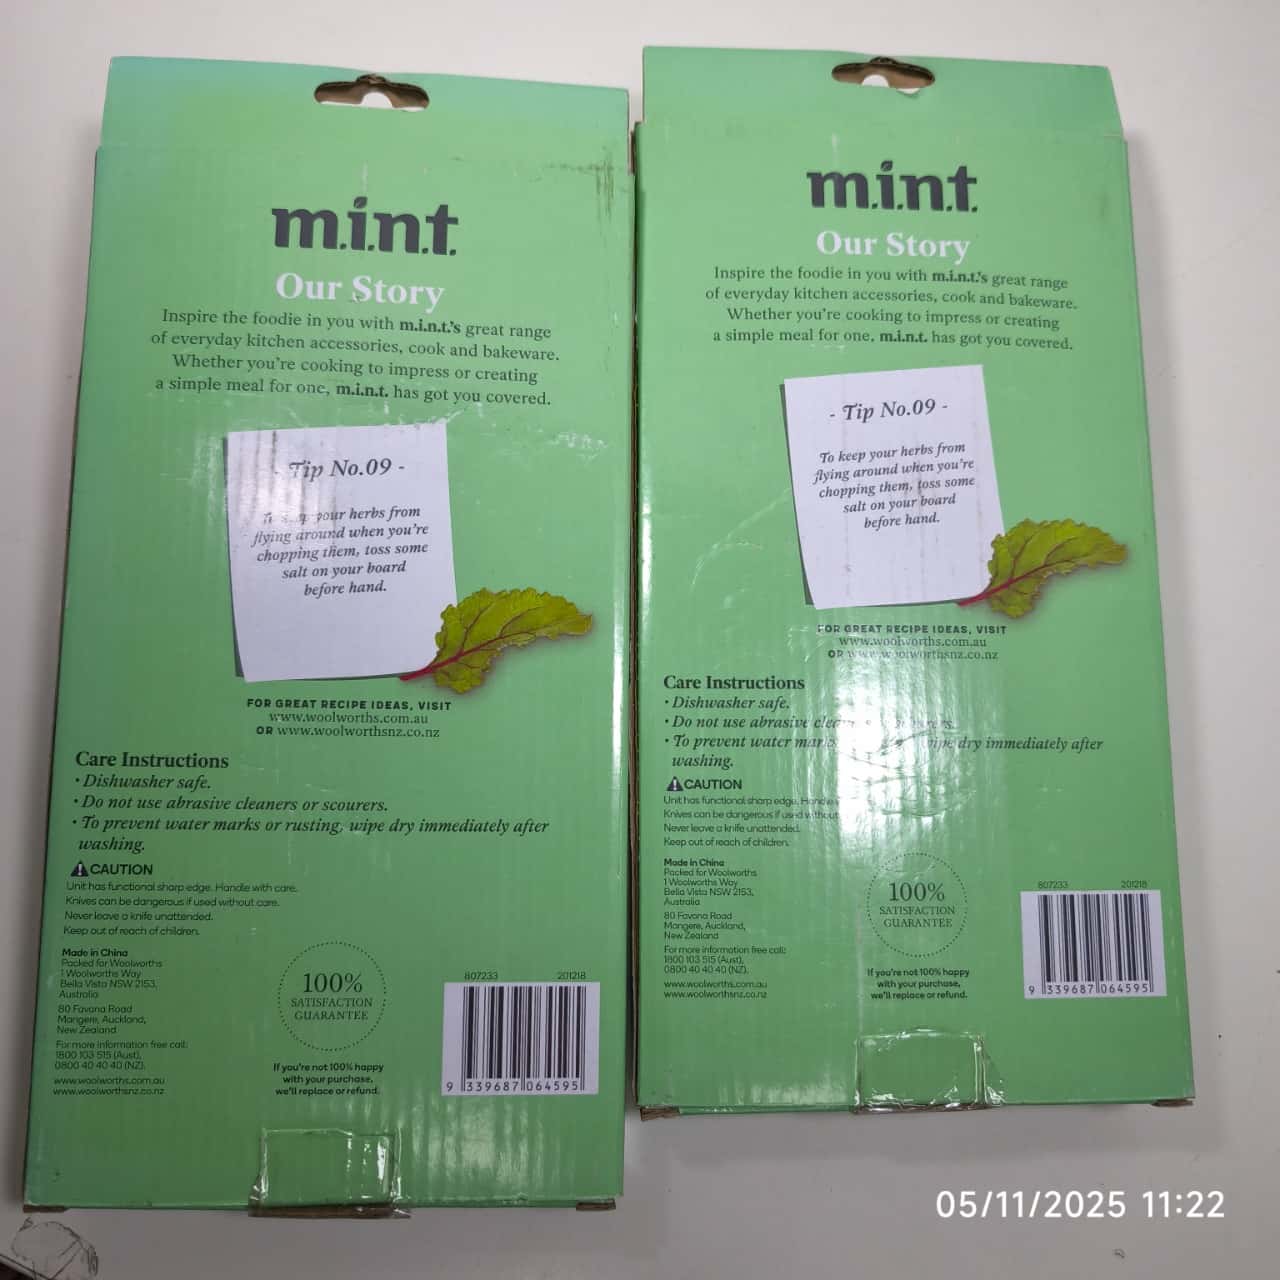 m.i.n.t.
Our Story
Inspire the foodie in you with m.i.n.t.'s great range
of everyday kitchen accessories, cook and bakeware.
Whether you're cooking to impress or creating
a simple meal for one, m.i.n.t. has got you covered.
- Tip No.09 -
your herbs from
flying around when you're
chopping them, toss some
salt on your board
before hand.
FOR GREAT RECIPE IDEAS, VISIT
www.woolworths.com.au
OR www.woolworthsnz.co.nz
Care Instructions
• Dishwasher safe.
• Do not use abrasive cleaners or scourers.
• To prevent water marks or rusting, wipe dry immediately after
washing.
CAUTION
Unit has functional sharp edge. Handle with care.
Knives can be dangerous if used without care.
Never leave a knife unattended.
Keep out of reach of children.
Made in China
Packed for Woolworths
1 Woolworths Way
Bella Vista NSW 2153,
Australia
80 Favona Road
Mangere, Auckland,
New Zealand
For more information free call:
1800 103 515 (Aust),
0800 40 40 40 (NZ).
www.woolworths.com.au
www.woolworthsnz.co.nz
100%
SATISFACTION
GUARANTEE
If you're not 100% happy
with your purchase,
we'll replace or refund.
807233 201218
9 339687 064595
m.i.n.t.
Our Story
Inspire the foodie in you with m.i.n.t.'s great range
of everyday kitchen accessories, cook and bakeware.
Whether you're cooking to impress or creating
a simple meal for one, m.i.n.t. has got you covered.
- Tip No.09 -
To keep your herbs from
flying around when you're
chopping them, toss some
salt on your board
before hand.
FOR GREAT RECIPE IDEAS, VISIT
www.woolworths.com.au
OR www.woolworthsnz.co.nz
Care Instructions
• Dishwasher safe.
• Do not use abrasive
• To prevent water marks wipe dry immediately after
washing.
CAUTION
Unit has functional sharp edge. Handle
Knives can be dangerous if used without
Never leave a knife unattended.
Keep out of reach of children.
Made in China
Packed for Woolworths
1 Woolworths Way
Bella Vista NSW 2153,
Australia
80 Favona Road
Mangere, Auckland,
New Zealand
For more information free call:
1800 103 515 (Aust),
0800 40 40 40 (NZ).
www.woolworths.com.au
www.woolworthsnz.co.nz
100%
SATISFACTION
GUARANTEE
If you're not 100% happy
with your purchase,
we'll replace or refund.
807233 201218
9 339687 064595
05/11/2025 11:22